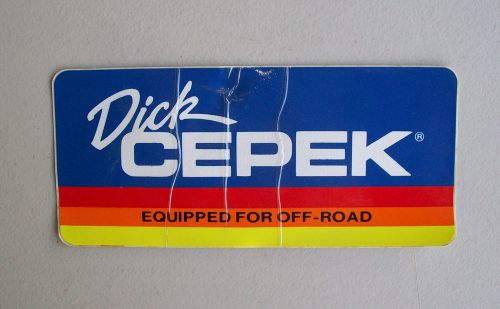 Dick
CEPEK®
EQUIPPED FOR OFF-ROAD